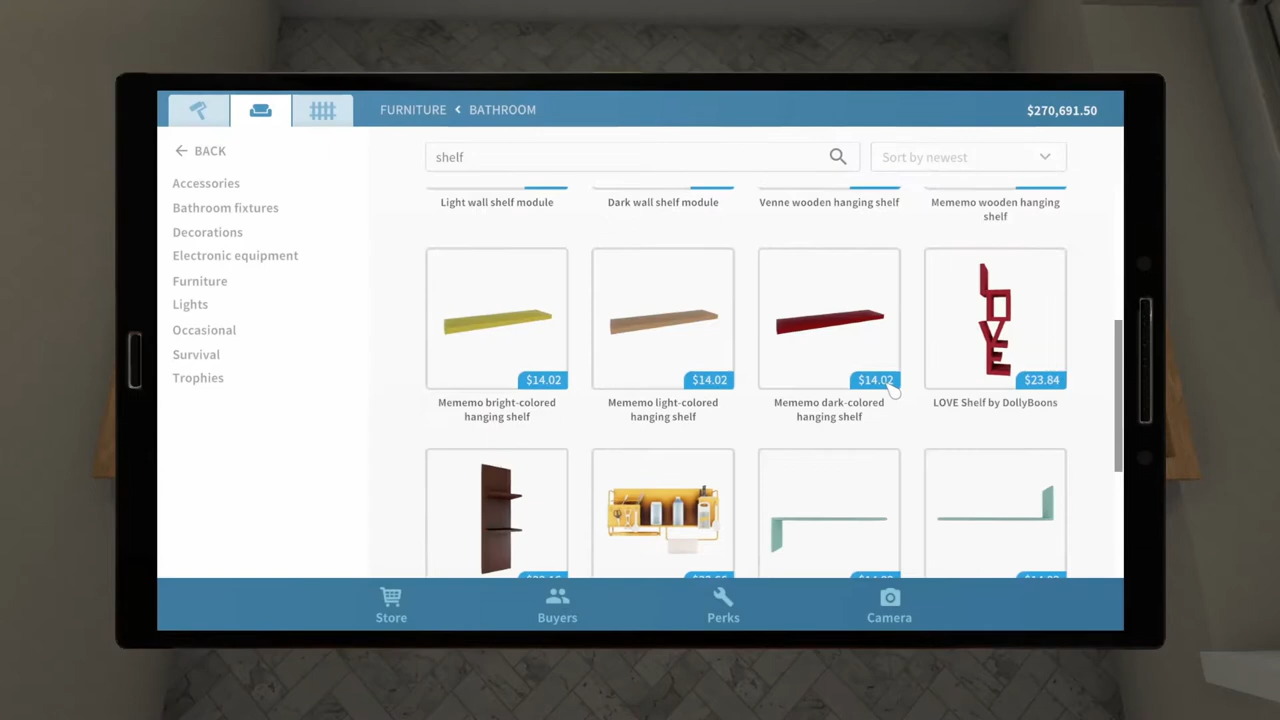 FURNITURE < BATHROOM
$270,691.50
BACK
shelf
Sort by newest
Accessories
Bathroom fixtures
Decorations
Electronic equipment
Furniture
Lights
Occasional
Survival
Trophies
Light wall shelf module
Dark wall shelf module
Venne wooden hanging shelf
Mememo wooden hanging
shelf
$14.02
$14.02
$14.02
$23.84
Mememo bright-colored
hanging shelf
Mememo light-colored
hanging shelf
Mememo dark-colored
hanging shelf
LOVE Shelf by DollyBoons
LOVE
Store
Buyers
Perks
Camera